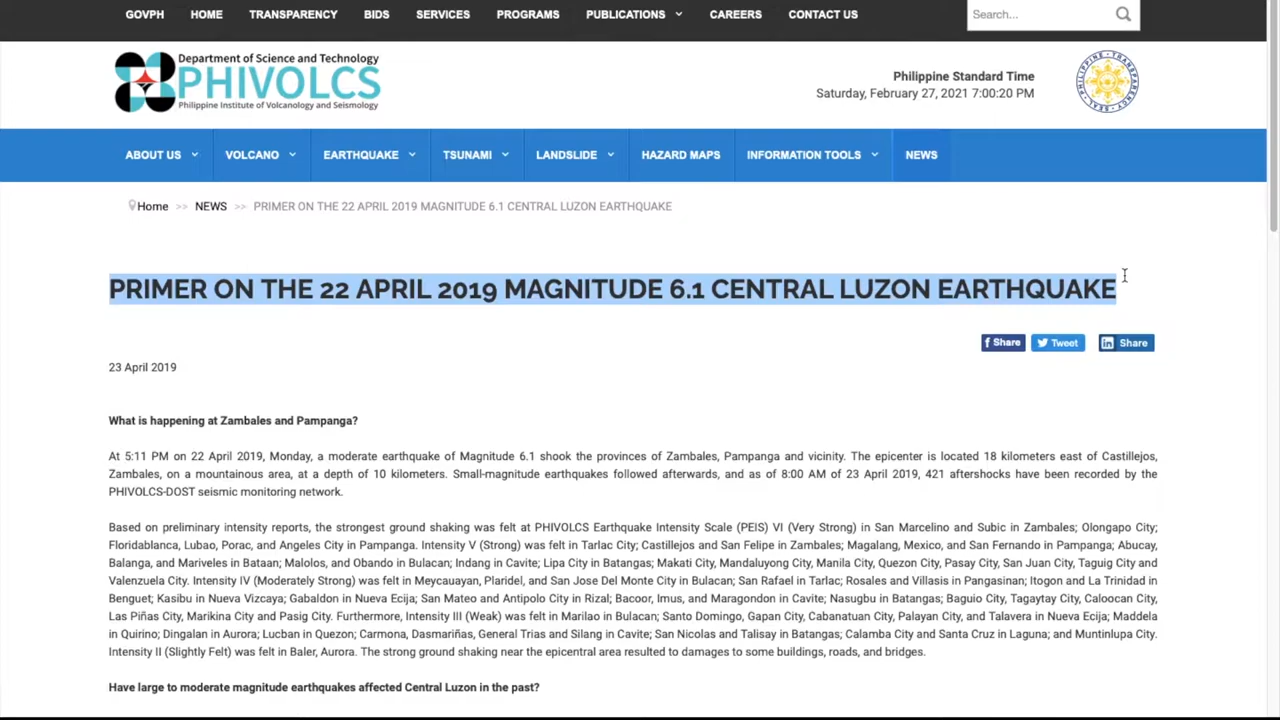 GOVPH HOME TRANSPARENCY BIDS SERVICES PROGRAMS PUBLICATIONS CAREERS CONTACT US Search...
Department of Science and Technology
PHIVOLCS
Philippine Institute of Volcanology and Seismology
Philippine Standard Time
Saturday, February 27, 2021 7:00:20 PM
ABOUT US VOLCANO EARTHQUAKE TSUNAMI LANDSLIDE HAZARD MAPS INFORMATION TOOLS NEWS
Home >> NEWS >> PRIMER ON THE 22 APRIL 2019 MAGNITUDE 6.1 CENTRAL LUZON EARTHQUAKE
PRIMER ON THE 22 APRIL 2019 MAGNITUDE 6.1 CENTRAL LUZON EARTHQUAKE
f Share Tweet in Share
23 April 2019
What is happening at Zambales and Pampanga?
At 5:11 PM on 22 April 2019, Monday, a moderate earthquake of Magnitude 6.1 shook the provinces of Zambales, Pampanga and vicinity. The epicenter is located 18 kilometers east of Castillejos,
Zambales, on a mountainous area, at a depth of 10 kilometers. Small-magnitude earthquakes followed afterwards, and as of 8:00 AM of 23 April 2019, 421 aftershocks have been recorded by the
PHIVOLCS-DOST seismic monitoring network.
Based on preliminary intensity reports, the strongest ground shaking was felt at PHIVOLCS Earthquake Intensity Scale (PEIS) VI (Very Strong) in San Marcelino and Subic in Zambales; Olongapo City;
Floridablanca, Lubao, Porac, and Angeles City in Pampanga. Intensity V (Strong) was felt in Tarlac City; Castillejos and San Felipe in Zambales; Magalang, Mexico, and San Fernando in Pampanga; Abucay,
Balanga, and Mariveles in Bataan; Malolos, and Obando in Bulacan; Indang in Cavite; Lipa City in Batangas; Makati City, Mandaluyong City, Manila City, Quezon City, Pasay City, San Juan City, Taguig City and
Valenzuela City. Intensity IV (Moderately Strong) was felt in Meycauayan, Plaridel, and San Jose Del Monte City in Bulacan; San Rafael in Tarlac; Rosales and Villasis in Pangasinan; Itogon and La Trinidad in
Benguet; Kasibu in Nueva Vizcaya; Gabaldon in Nueva Ecija; San Mateo and Antipolo City in Rizal; Bacoor, Imus, and Maragondon in Cavite; Nasugbu in Batangas; Baguio City, Tagaytay City, Caloocan City,
Las Piñas City, Marikina City and Pasig City. Furthermore, Intensity III (Weak) was felt in Marilao in Bulacan; Santo Domingo, Gapan City, Cabanatuan City, Palayan City, and Talavera in Nueva Ecija; Maddela
in Quirino; Dingalan in Aurora; Lucban in Quezon; Carmona, Dasmariñas, General Trias and Silang in Cavite; San Nicolas and Talisay in Batangas; Calamba City and Santa Cruz in Laguna; and Muntinlupa City.
Intensity II (Slightly Felt) was felt in Baler, Aurora. The strong ground shaking near the epicentral area resulted to damages to some buildings, roads, and bridges.
Have large to moderate magnitude earthquakes affected Central Luzon in the past?